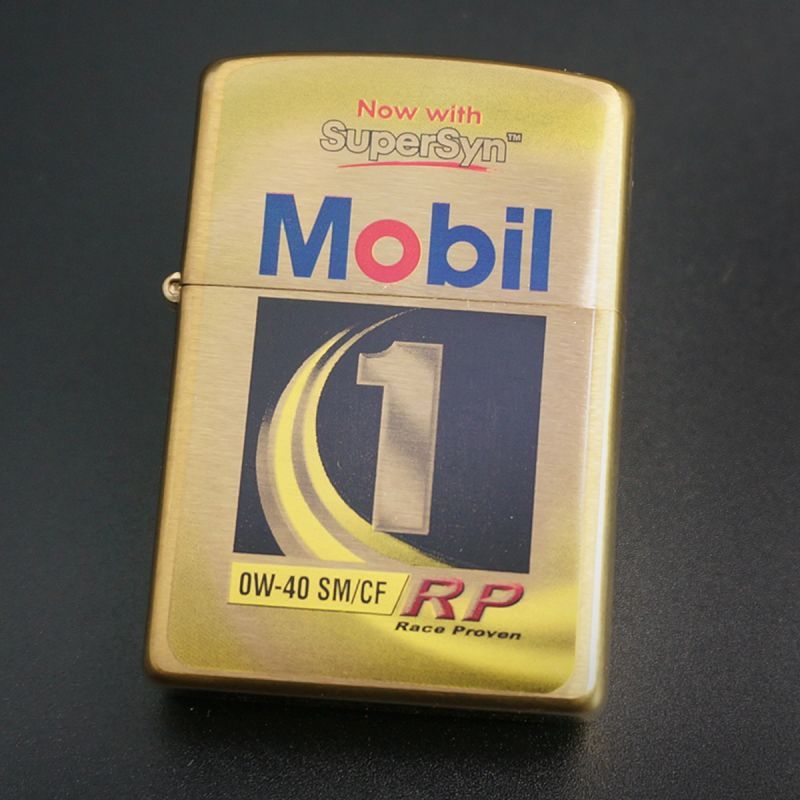 Now with
SuperSyn™
Mobil
1
0W-40 SM/CF
RP
Race Proven